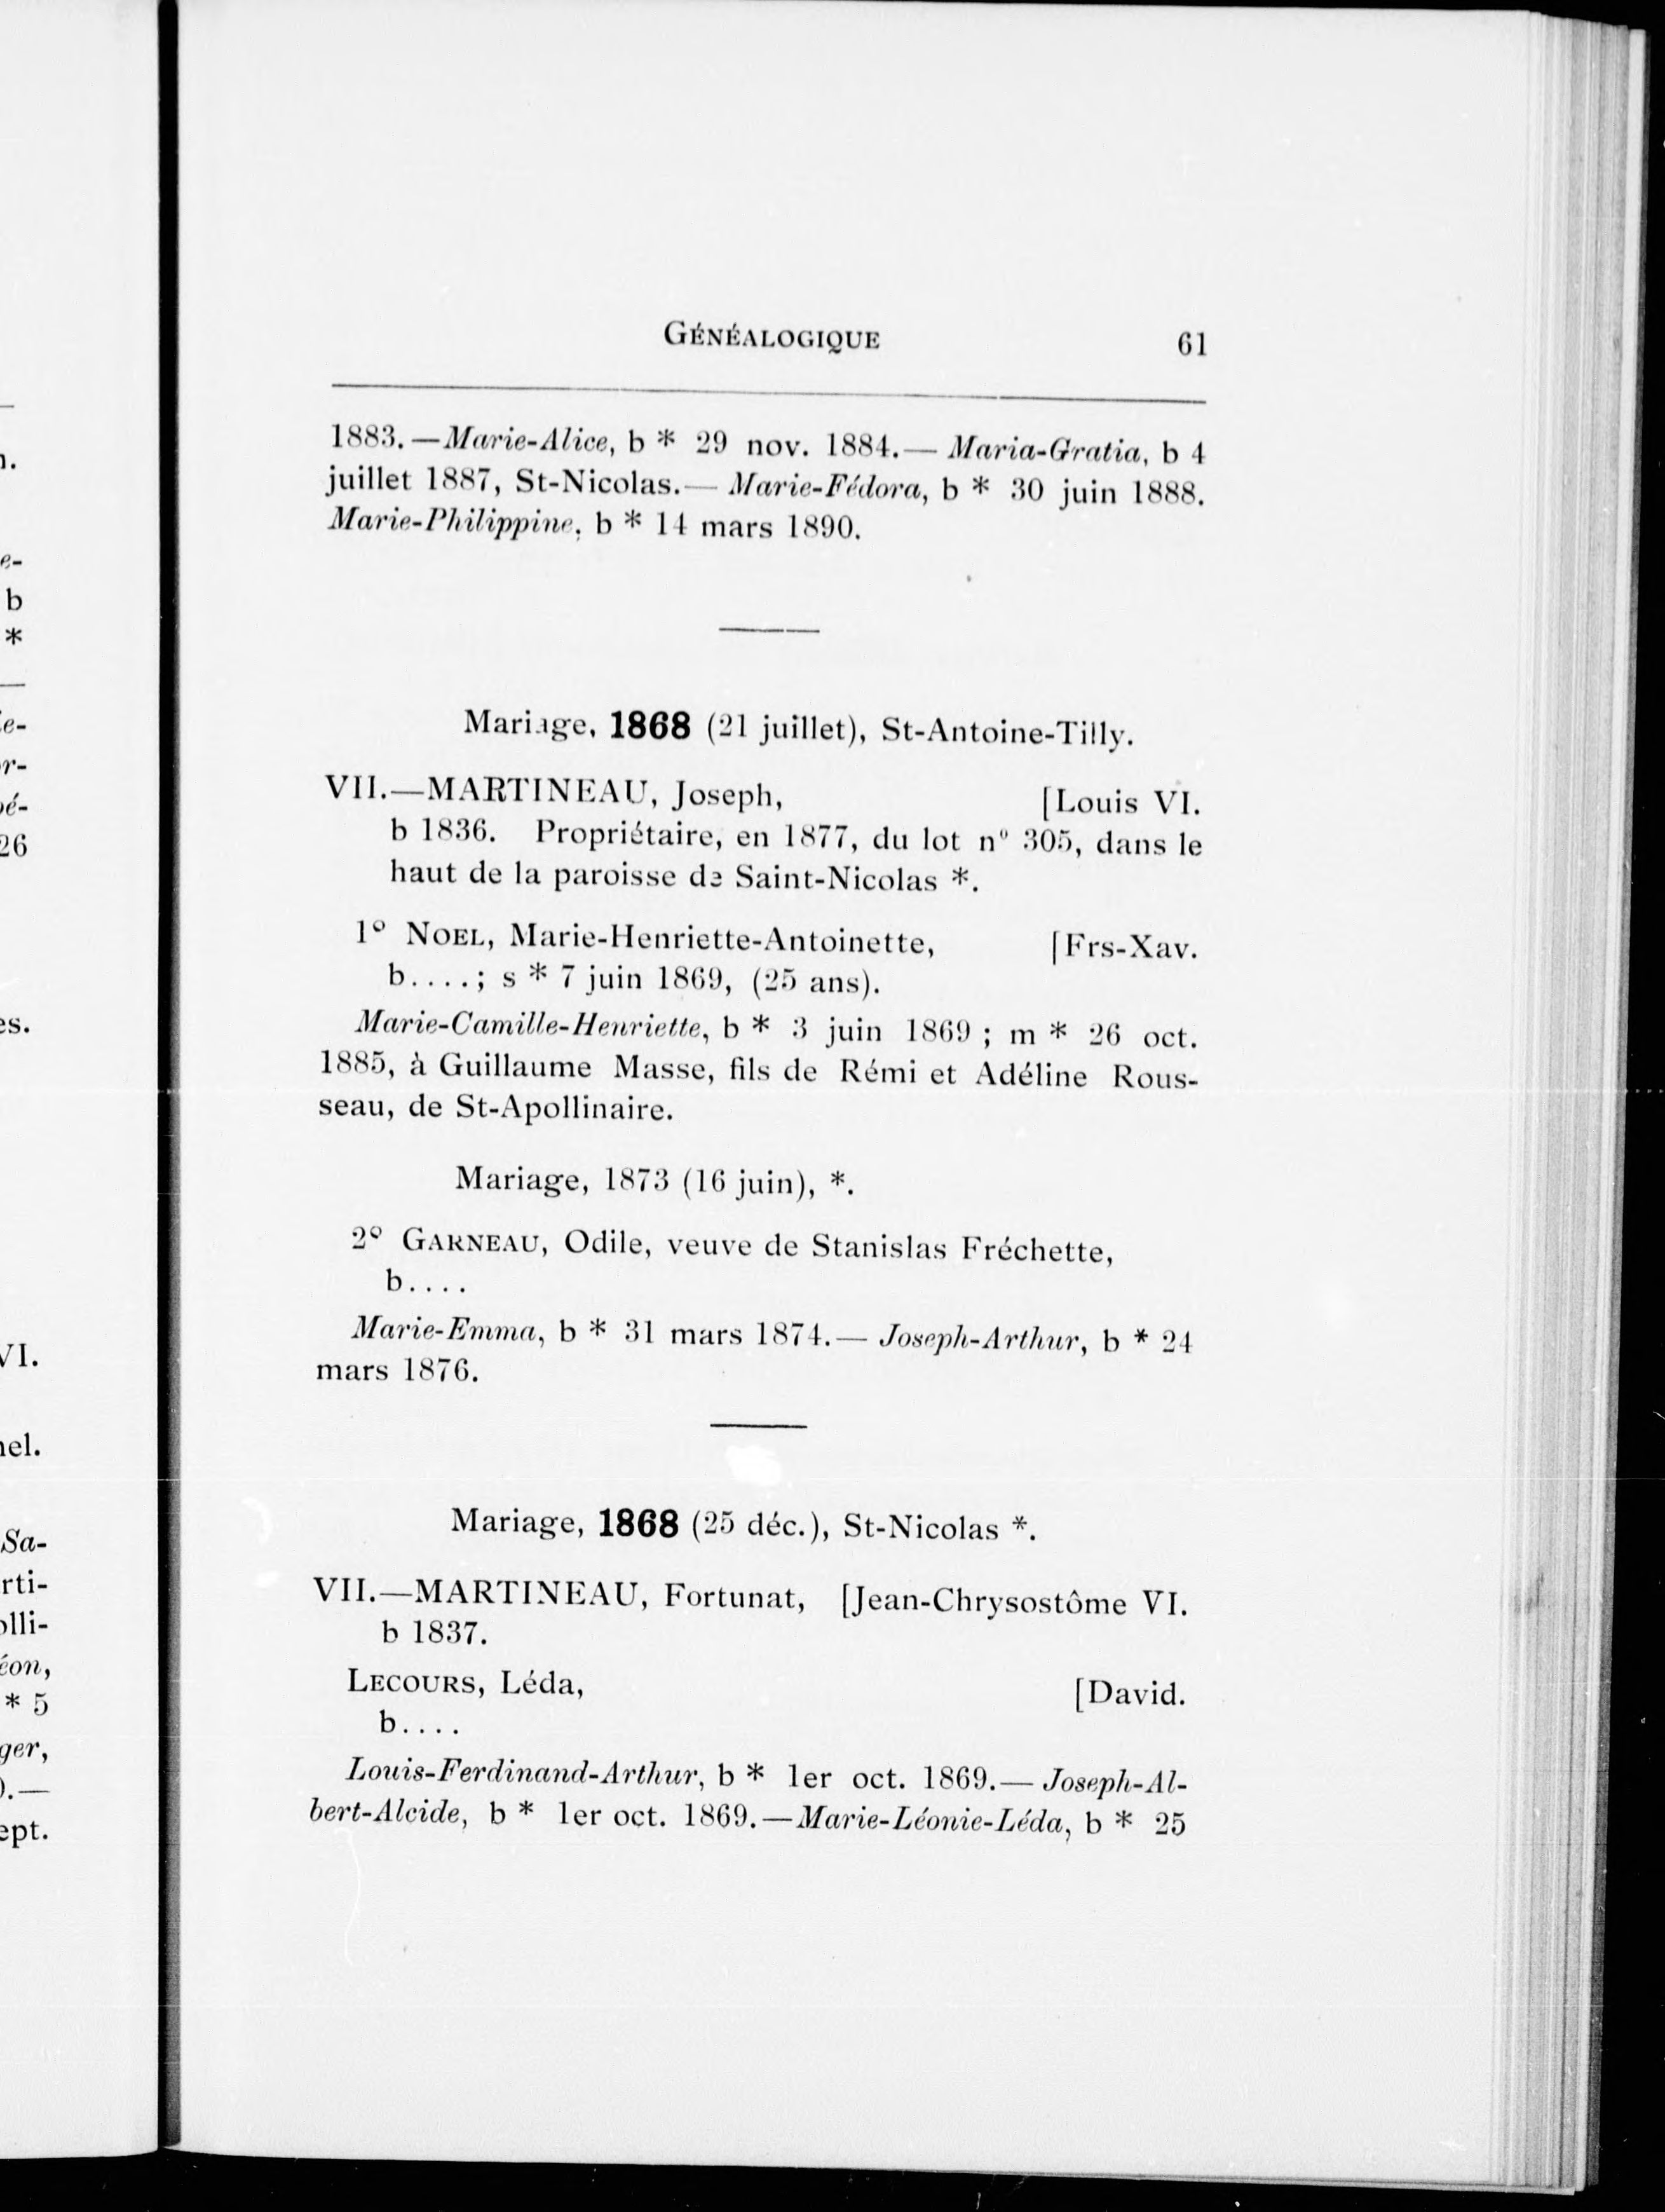 GÉNÉALOGIQUE 61
1883.—Marie-Alice, b * 29 nov. 1884.— Maria-Gratia, b 4
juillet 1887, St-Nicolas.— Marie-Fédora, b * 30 juin 1888.
Marie-Philippine, b * 14 mars 1890.
Mariage, 1868 (21 juillet), St-Antoine-Tilly.
VII.—MARTINEAU, Joseph, [Louis VI.
b 1836. Propriétaire, en 1877, du lot nº 305, dans le
haut de la paroisse de Saint-Nicolas *.
1º NOEL, Marie-Henriette-Antoinette, [Frs-Xav.
b....; s * 7 juin 1869, (25 ans).
Marie-Camille-Henriette, b * 3 juin 1869 ; m * 26 oct.
1885, à Guillaume Masse, fils de Rémi et Adéline Rous-
seau, de St-Apollinaire.
Mariage, 1873 (16 juin), *.
2º GARNEAU, Odile, veuve de Stanislas Fréchette,
b....
Marie-Emma, b * 31 mars 1874.— Joseph-Arthur, b * 24
mars 1876.
Mariage, 1868 (25 déc.), St-Nicolas *.
VII.—MARTINEAU, Fortunat, [Jean-Chrysostôme VI.
b 1837.
LECOURS, Léda, [David.
b....
Louis-Ferdinand-Arthur, b * 1er oct. 1869.— Joseph-Al-
bert-Alcide, b * 1er oct. 1869.—Marie-Léonie-Léda, b * 25